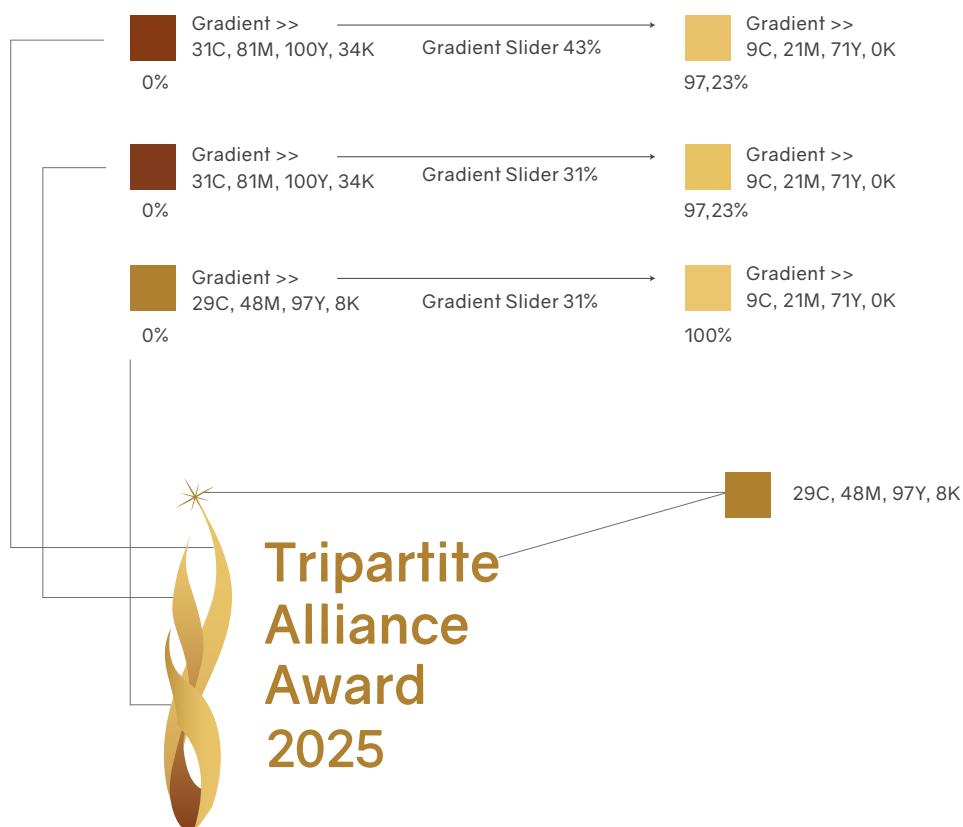 Gradient >>
31C, 81M, 100Y, 34K
0%
Gradient Slider 43%
Gradient >>
9C, 21M, 71Y, 0K
97,23%
Gradient >>
31C, 81M, 100Y, 34K
0%
Gradient Slider 31%
Gradient >>
9C, 21M, 71Y, 0K
97,23%
Gradient >>
29C, 48M, 97Y, 8K
0%
Gradient Slider 31%
Gradient >>
9C, 21M, 71Y, 0K
100%
29C, 48M, 97Y, 8K
Tripartite
Alliance
Award
2025